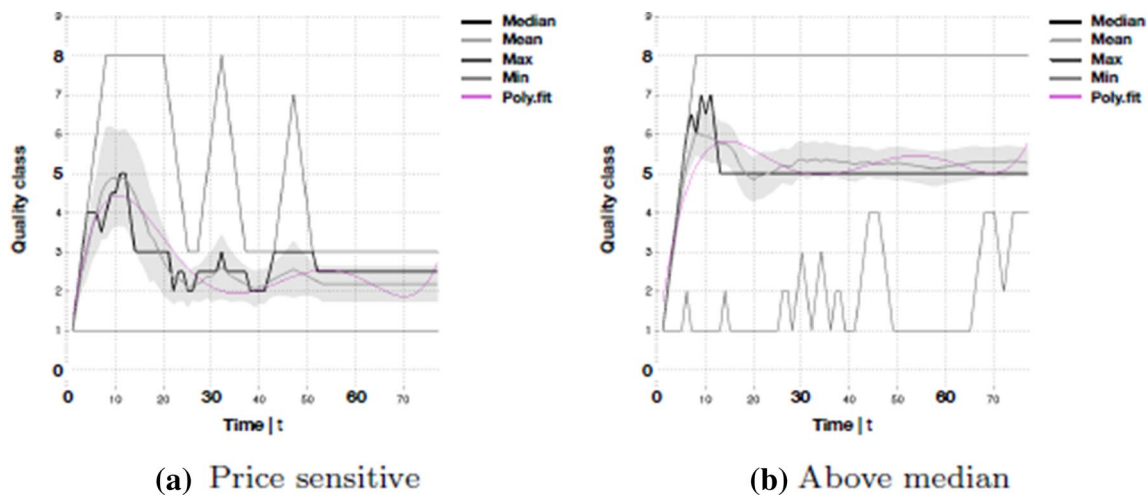 9
8
7
6
5
4
3
2
1
0
Quality class
0 10 20 30 40 50 60 70
Time | t
Median
Mean
Max
Min
Poly.fit
(a) Price sensitive
9
8
7
6
5
4
3
2
1
0
Quality class
0 10 20 30 40 50 60 70
Time | t
Median
Mean
Max
Min
Poly.fit
(b) Above median